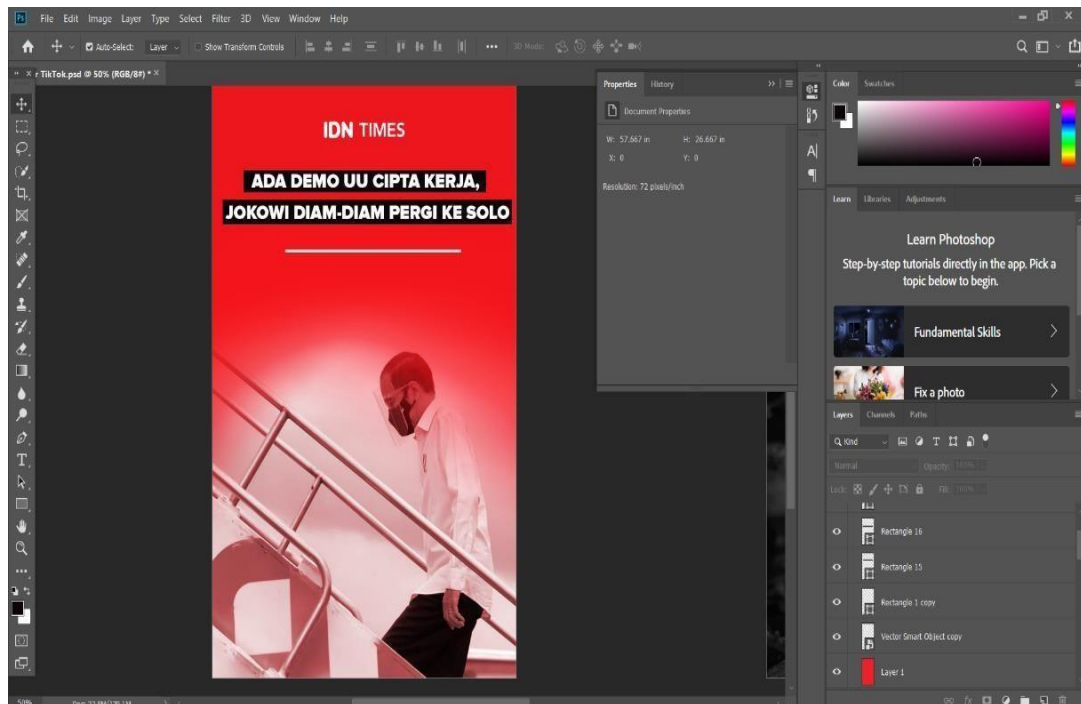 Ps File Edit Image Layer Type Select Filter 3D View Window Help
Auto-Select: Layer Show Transform Controls 3D Mode:
r TikTok.psd @ 50% (RGB/8#) *
IDN TIMES
ADA DEMO UU CIPTA KERJA,
JOKOWI DIAM-DIAM PERGI KE SOLO
Properties History
Document Properties
W: 57.667 in H: 26.667 in
X: 0 Y: 0
Resolution: 72 pixels/inch
Color Swatches
Learn Libraries Adjustments
Learn Photoshop
Step-by-step tutorials directly in the app. Pick a
topic below to begin.
Fundamental Skills
Fix a photo
Layers Channels Paths
Kind
Normal Opacity: 100%
Lock: Fill: 100%
Rectangle 16
Rectangle 15
Rectangle 1 copy
Vector Smart Object copy
Layer 1
50%